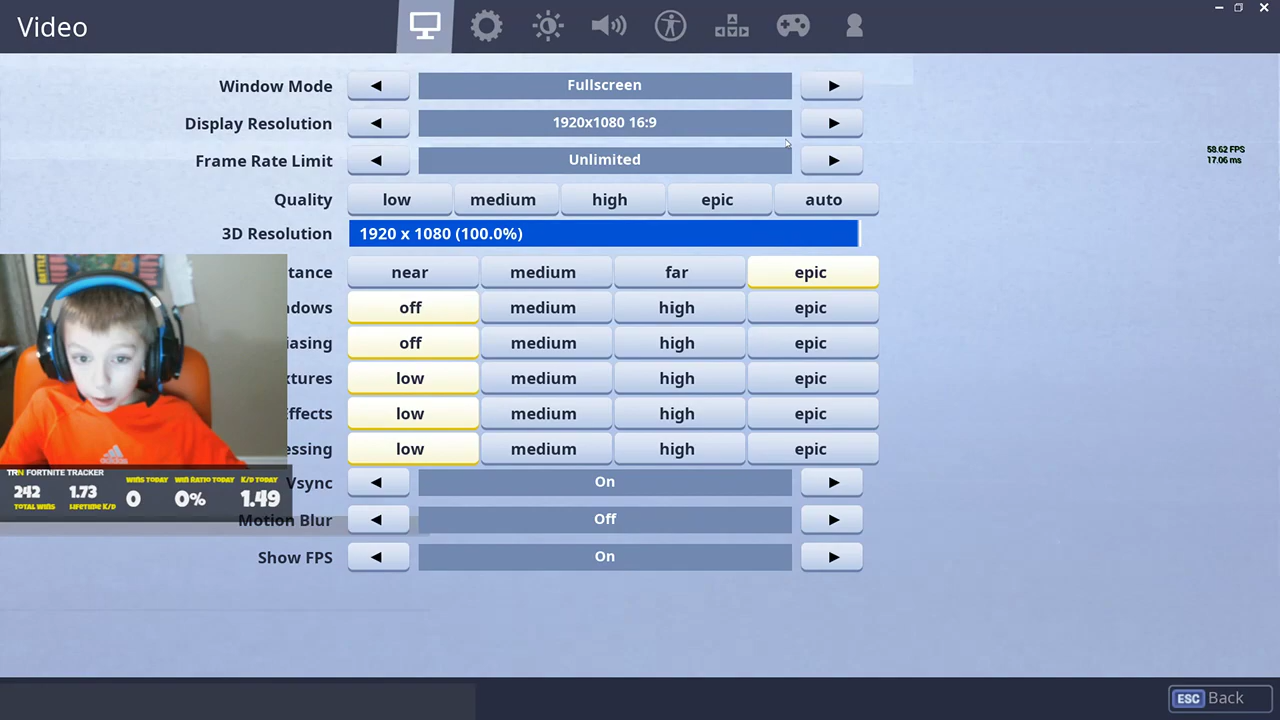 Video
Window Mode ◀ Fullscreen ▶
Display Resolution ◀ 1920x1080 16:9 ▶
Frame Rate Limit ◀ Unlimited ▶
58.62 FPS
17.06 ms
Quality low medium high epic auto
3D Resolution 1920 x 1080 (100.0%)
tance near medium far epic
dows off medium high epic
iasing off medium high epic
xtures low medium high epic
ffects low medium high epic
essing low medium high epic
Vsync ◀ On ▶
Motion Blur ◀ Off ▶
Show FPS ◀ On ▶
adidas
TRN FORTNITE TRACKER
242 TOTAL WINS
1.73 LIFETIME K/D
WINS TODAY 0
WIN RATIO TODAY 0%
K/D TODAY 1.49
ESC Back